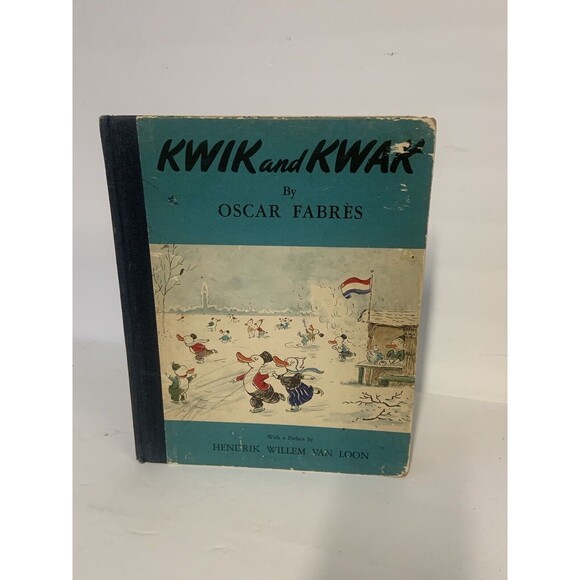 KWIK and KWAK
By
OSCAR FABRÈS
With a Preface by
HENDRIK WILLEM VAN LOON